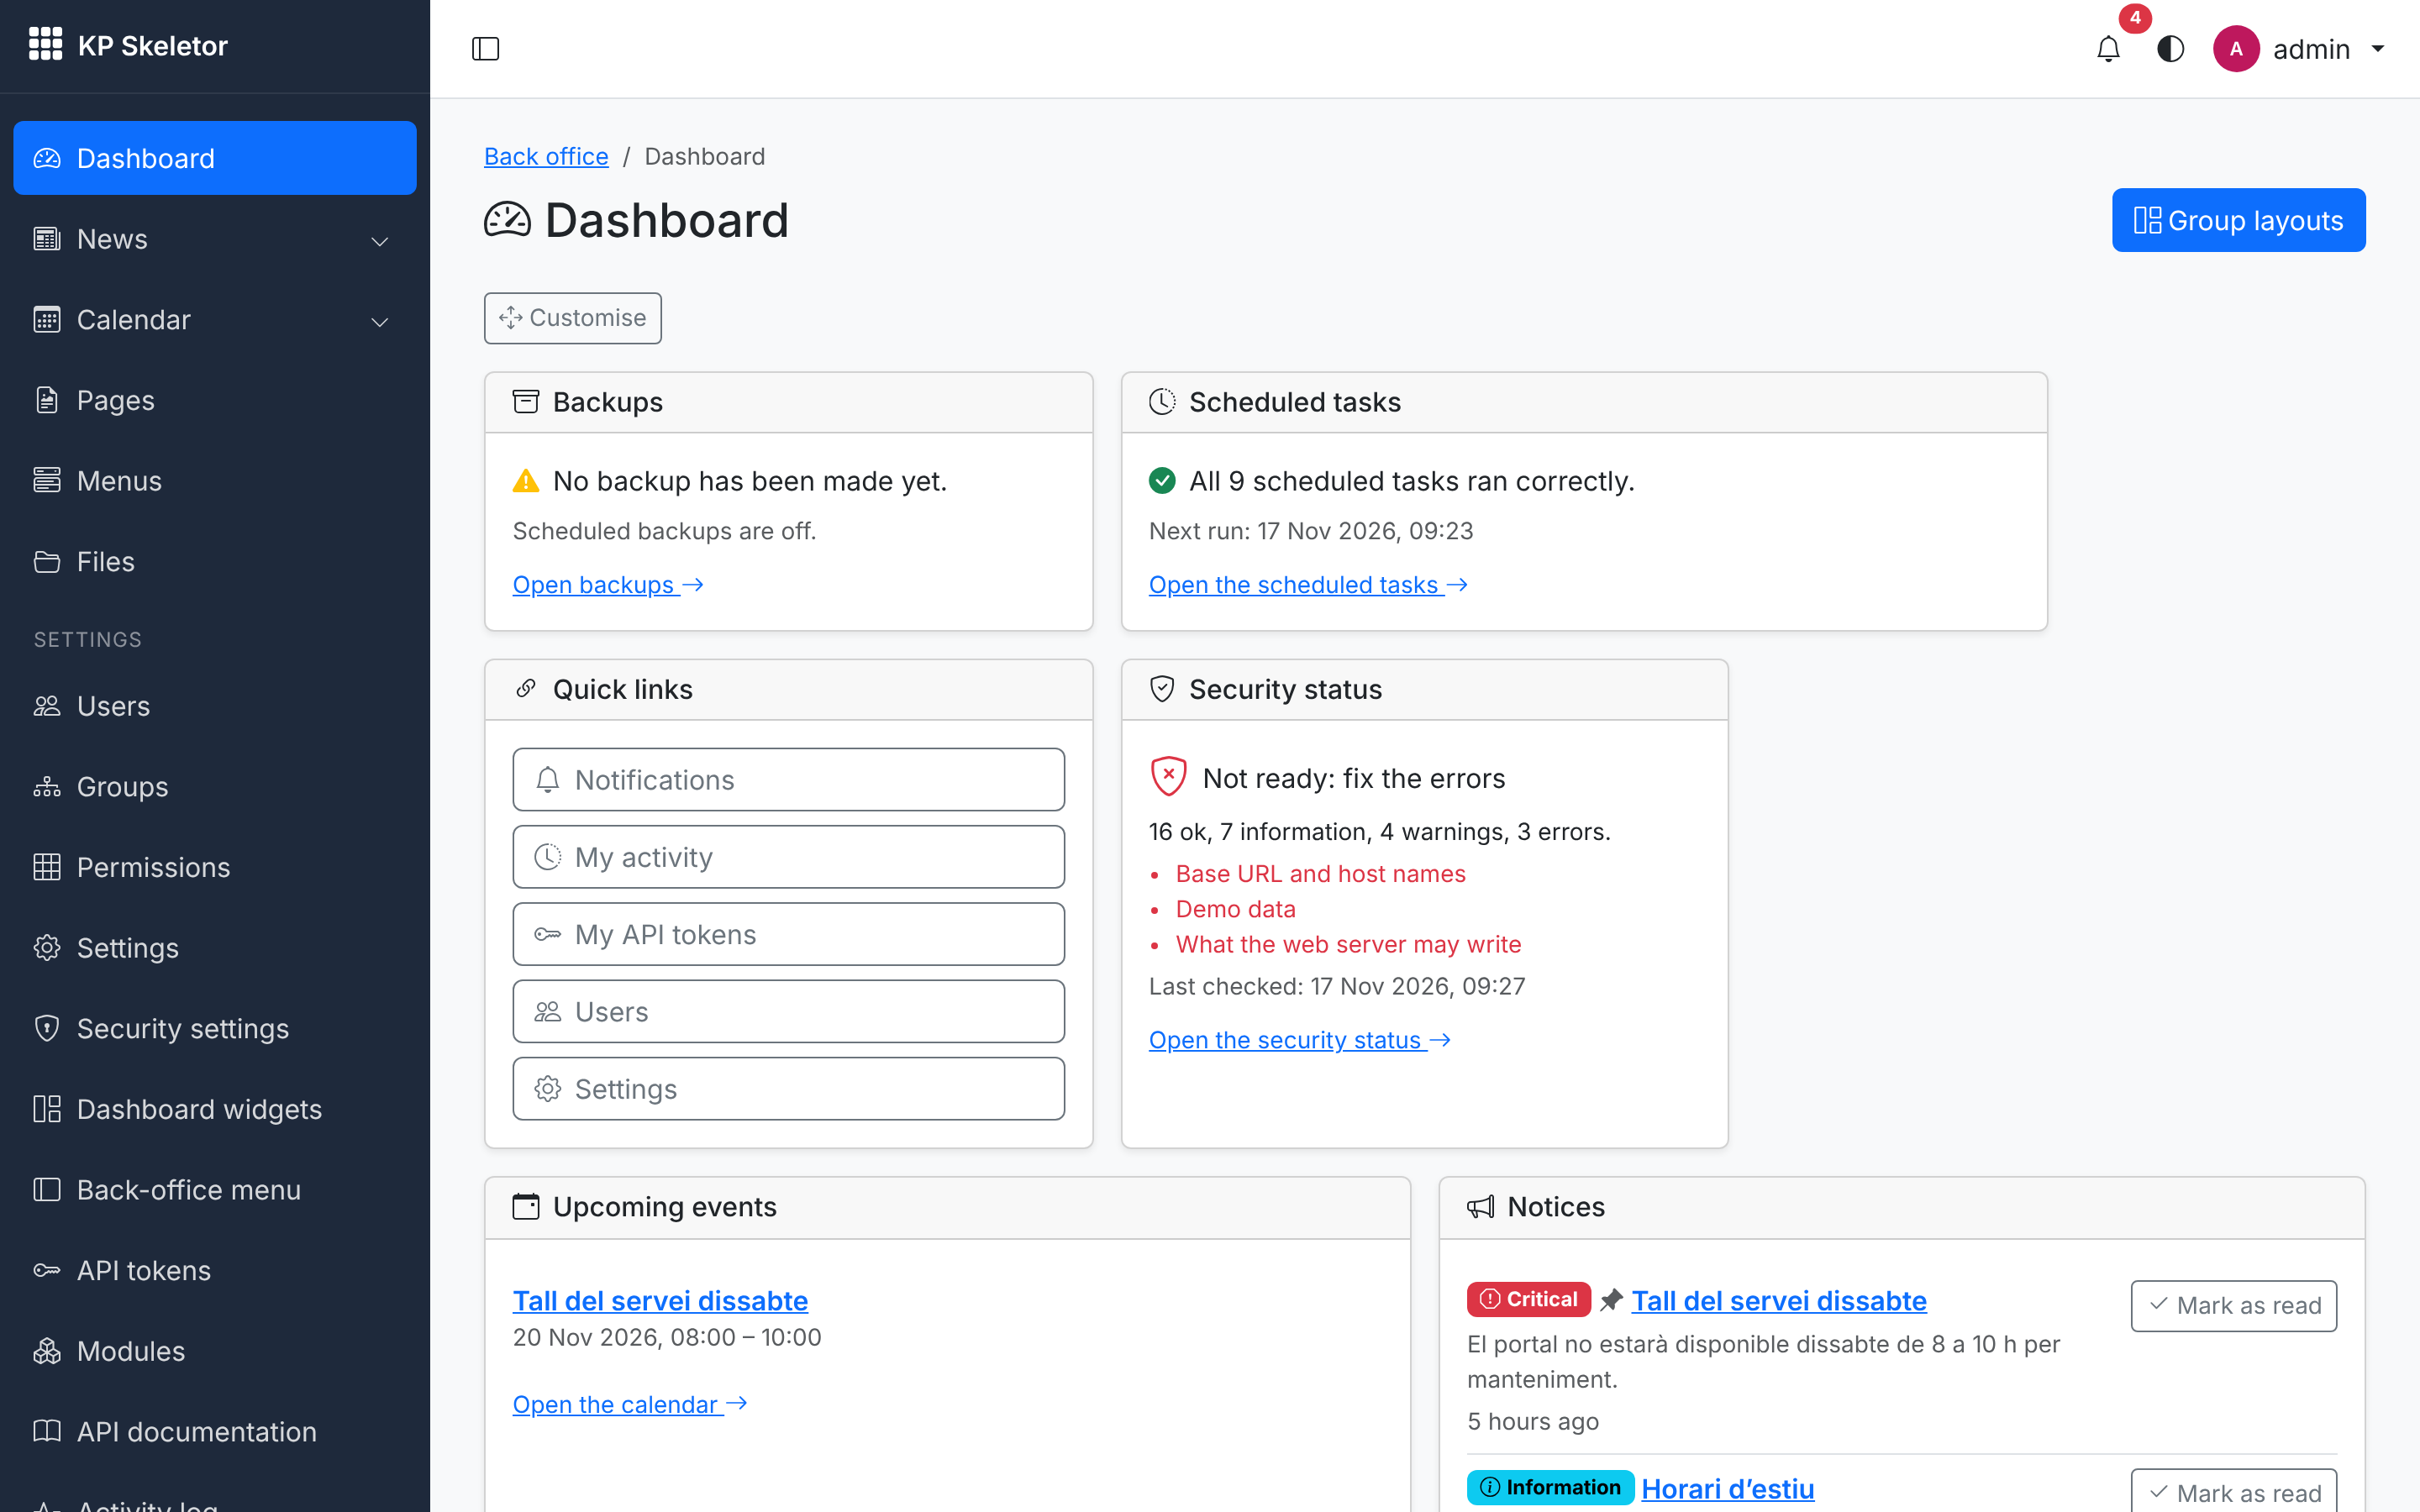 KP Skeletor
4
A
admin
Dashboard
News
Calendar
Pages
Menus
Files
SETTINGS
Users
Groups
Permissions
Settings
Security settings
Dashboard widgets
Back-office menu
API tokens
Modules
API documentation
Activity log
Back office / Dashboard
Dashboard
Group layouts
Customise
Backups
No backup has been made yet.
Scheduled backups are off.
Open backups →
Scheduled tasks
All 9 scheduled tasks ran correctly.
Next run: 17 Nov 2026, 09:23
Open the scheduled tasks →
Quick links
Notifications
My activity
My API tokens
Users
Settings
Security status
Not ready: fix the errors
16 ok, 7 information, 4 warnings, 3 errors.
• Base URL and host names
• Demo data
• What the web server may write
Last checked: 17 Nov 2026, 09:27
Open the security status →
Upcoming events
Tall del servei dissabte
20 Nov 2026, 08:00 – 10:00
Open the calendar →
Notices
Critical Tall del servei dissabte
Mark as read
El portal no estarà disponible dissabte de 8 a 10 h per
manteniment.
5 hours ago
Information Horari d’estiu
Mark as read